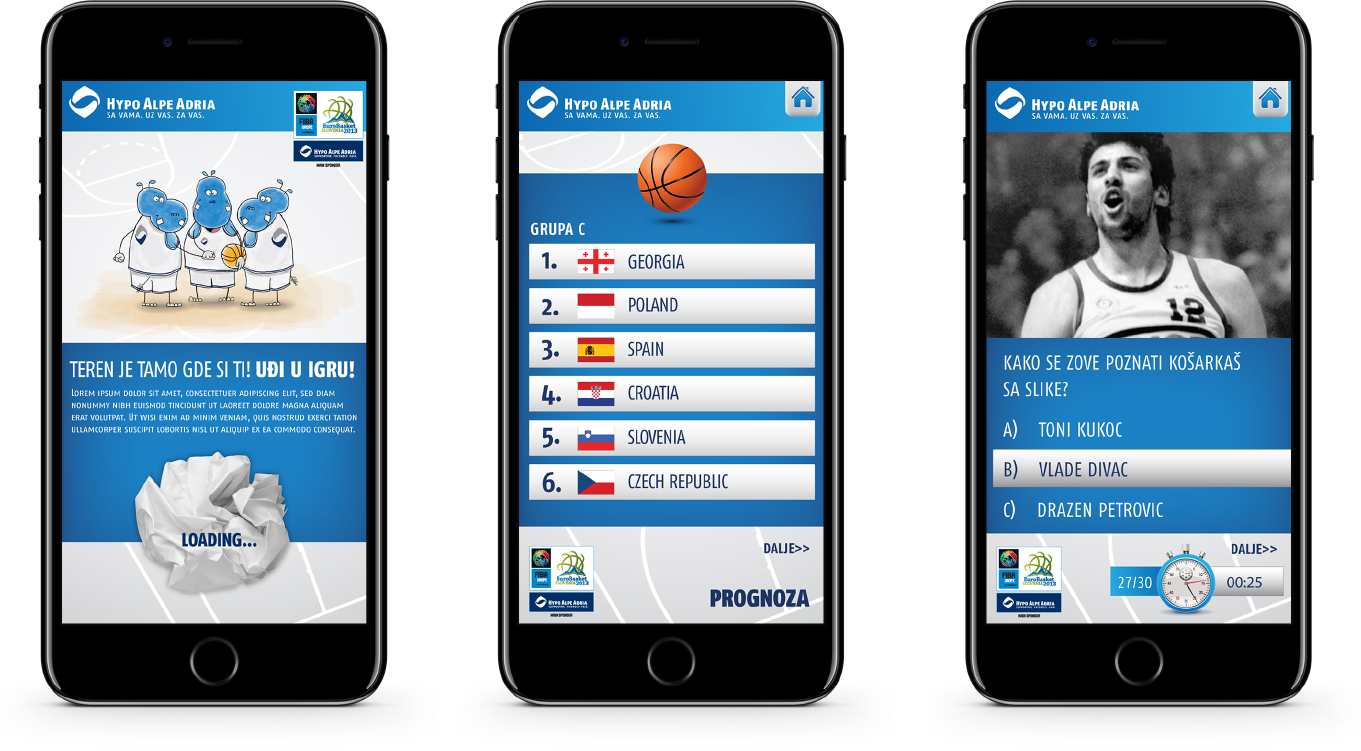 HYPO ALPE ADRIA
SA VAMA. UZ VAS. ZA VAS.
FIBA
EUROPE
EuroBasket
SLOVENIA 2013
HYPO ALPE ADRIA
MAIN SPONSOR
TEREN JE TAMO GDE SI TI! UĐI U IGRU!
LOREM IPSUM DOLOR SIT AMET, CONSECTETUER ADIPISCING ELIT, SED DIAM
NONUMMY NIBH EUISMOD TINCIDUNT UT LAOREET DOLORE MAGNA ALIQUAM
ERAT VOLUTPAT. UT WISI ENIM AD MINIM VENIAM, QUIS NOSTRUD EXERCI TATION
ULLAMCORPER SUSCIPIT LOBORTIS NISL UT ALIQUIP EX EA COMMODO CONSEQUAT.
LOADING...
HYPO ALPE ADRIA
SA VAMA. UZ VAS. ZA VAS.
GRUPA C
1. GEORGIA
2. POLAND
3. SPAIN
4. CROATIA
5. SLOVENIA
6. CZECH REPUBLIC
DALJE>>
FIBA
EUROPE
EuroBasket
SLOVENIA 2013
HYPO ALPE ADRIA
MAIN SPONSOR
PROGNOZA
HYPO ALPE ADRIA
SA VAMA. UZ VAS. ZA VAS.
12
KAKO SE ZOVE POZNATI KOŠARKAŠ
SA SLIKE?
A) TONI KUKOC
B) VLADE DIVAC
C) DRAZEN PETROVIC
DALJE>>
FIBA
EUROPE
EuroBasket
SLOVENIA 2013
HYPO ALPE ADRIA
MAIN SPONSOR
27/30
00:25